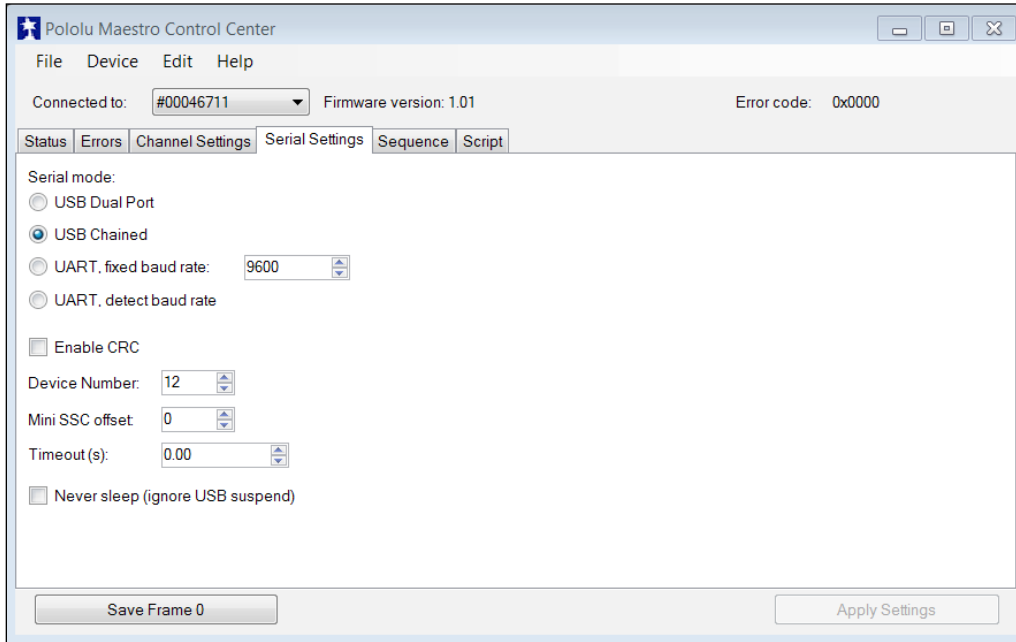 Pololu Maestro Control Center
File Device Edit Help
Connected to: #00046711 Firmware version: 1.01 Error code: 0x0000
Status Errors Channel Settings Serial Settings Sequence Script
Serial mode:
USB Dual Port
USB Chained
UART, fixed baud rate: 9600
UART, detect baud rate
Enable CRC
Device Number: 12
Mini SSC offset: 0
Timeout (s): 0.00
Never sleep (ignore USB suspend)
Save Frame 0 Apply Settings